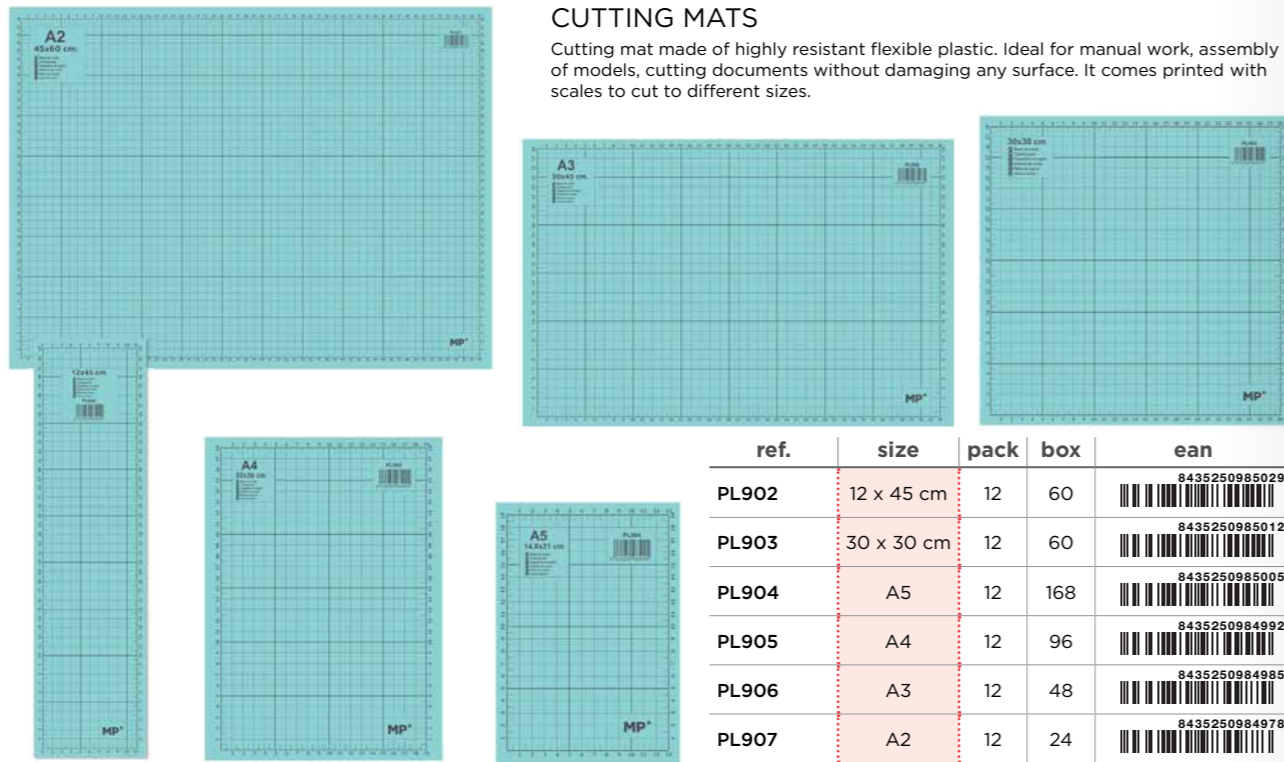 CUTTING MATS
Cutting mat made of highly resistant flexible plastic. Ideal for manual work, assembly
of models, cutting documents without damaging any surface. It comes printed with
scales to cut to different sizes.
A2
45x60 cm.
MP+
A3
30x45 cm.
MP+
30x30 cm
MP+
12x45 cm
MP+
A4
MP+
A5
14,8x21 cm
MP+
ref. size pack box ean
PL902 12 x 45 cm 12 60 8435250985029
PL903 30 x 30 cm 12 60 8435250985012
PL904 A5 12 168 8435250985005
PL905 A4 12 96 8435250984992
PL906 A3 12 48 8435250984985
PL907 A2 12 24 8435250984978